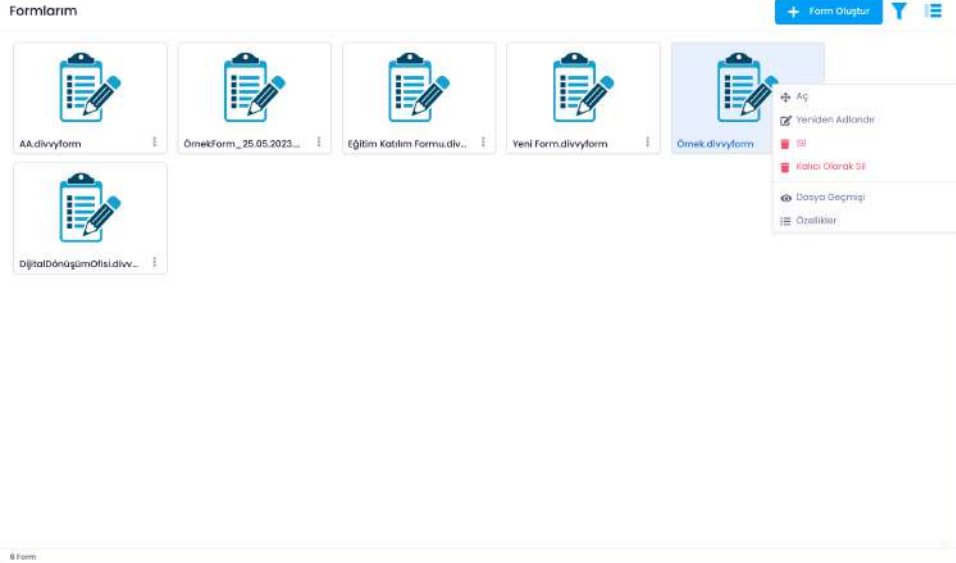 Formlarım
Form Oluştur
AA.divvyform
ÖrnekForm_25.05.2023...
Eğitim Katılım Formu.div...
Yeni Form.divvyform
Örnek.divvyform
Aç
Yeniden Adlandır
Sil
Kalıcı Olarak Sil
Dosya Geçmişi
Özellikler
DijitalDönüşümOfisi.divv...
6 Form